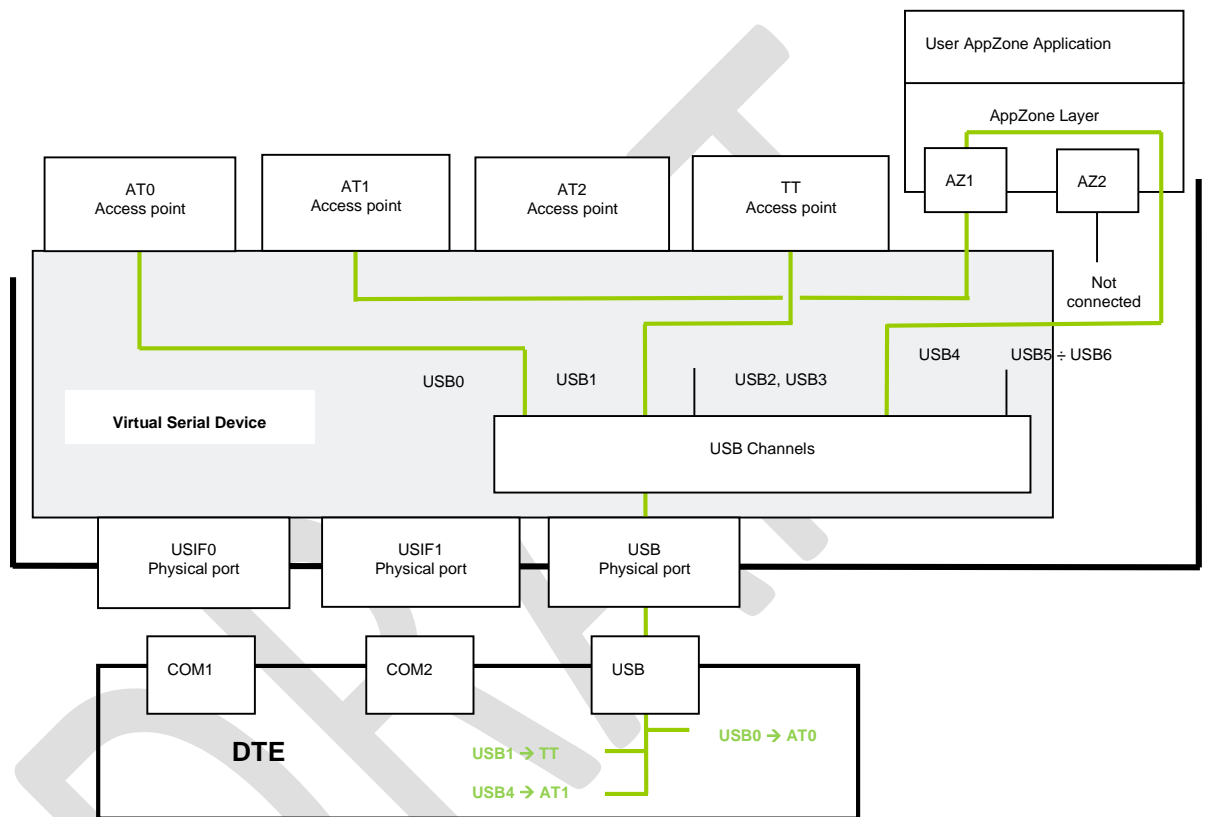 User AppZone Application
AppZone Layer
AT0
Access point
AT1
Access point
AT2
Access point
TT
Access point
AZ1
AZ2
Not
connected
USB0
USB1
USB2, USB3
USB4
USB5 ÷ USB6
Virtual Serial Device
USB Channels
USIF0
Physical port
USIF1
Physical port
USB
Physical port
COM1
COM2
USB
DTE
USB0 → AT0
USB1 → TT
USB4 → AT1
DRAFT